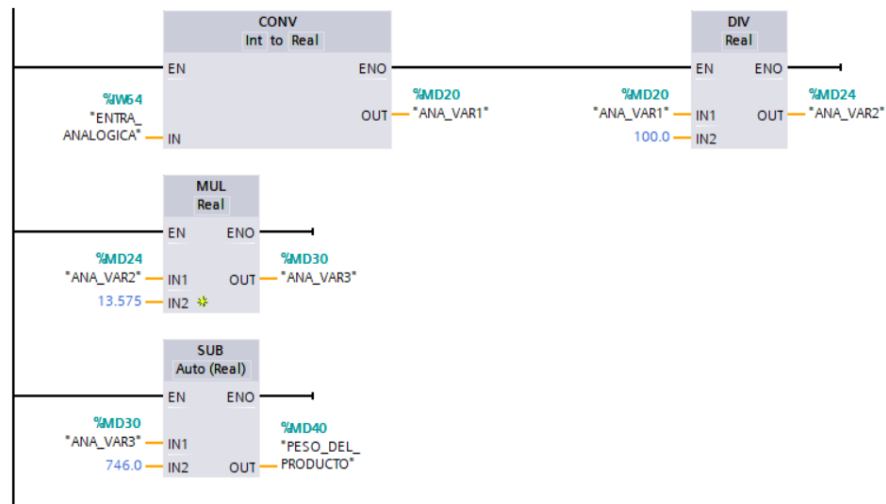 CONV
Int to Real
EN
ENO
%IW64
"ENTRA_
ANALOGICA"
IN
%MD20
OUT
"ANA_VAR1"
DIV
Real
EN
ENO
%MD20
"ANA_VAR1"
IN1
100.0
IN2
%MD24
OUT
"ANA_VAR2"
MUL
Real
EN
ENO
%MD24
"ANA_VAR2"
IN1
13.575
IN2
%MD30
OUT
"ANA_VAR3"
SUB
Auto (Real)
EN
ENO
%MD30
"ANA_VAR3"
IN1
746.0
IN2
%MD40
"PESO_DEL_
OUT
PRODUCTO"